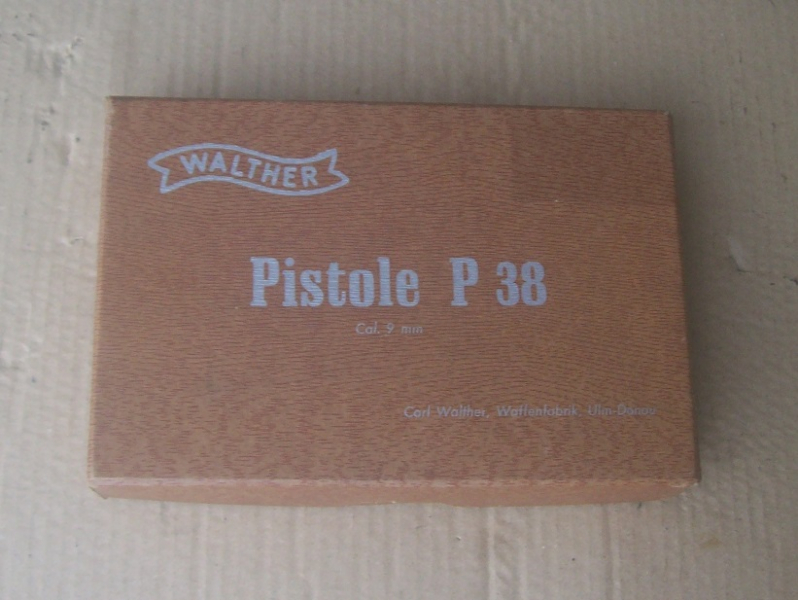 WALTHER
Pistole P 38
Cal. 9 mm
Carl Walther, Waffenfabrik, Ulm-Donau